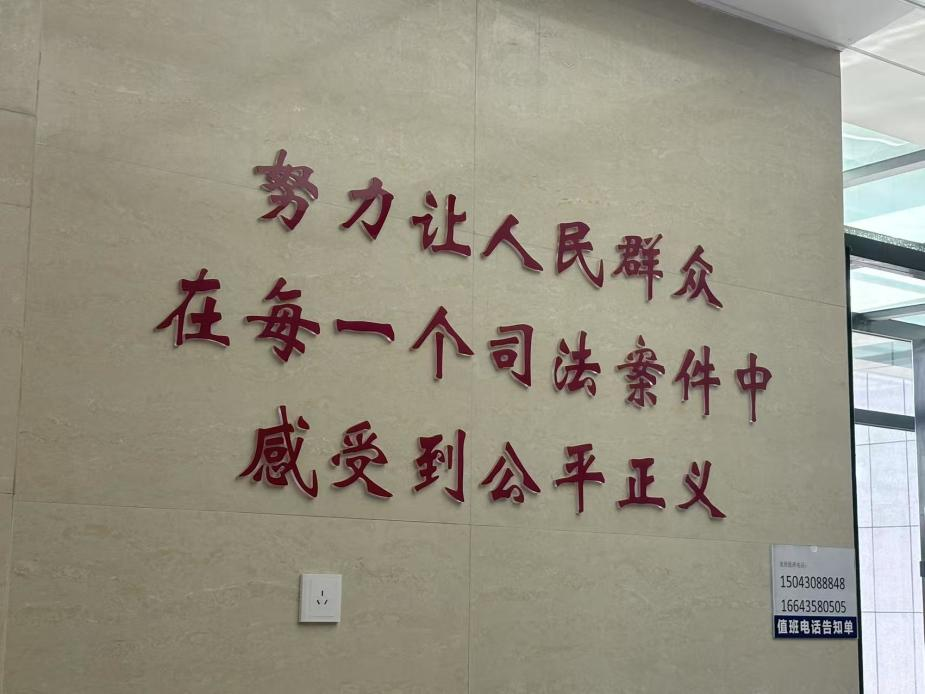 努力让人民群众
在每一个司法案件中
感受到公平正义
15043088848
16643580505
值班电话告知单